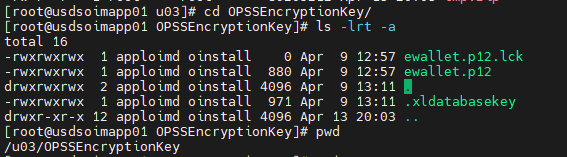 [root@usdsoimapp01 u03]# cd OPSSEncryptionKey/
[root@usdsoimapp01 OPSSEncryptionKey]# ls -lrt -a
total 16
-rwxrwxrwx 1 apploimd oinstall 0 Apr 9 12:57 ewallet.p12.lck
-rwxrwxrwx 1 apploimd oinstall 880 Apr 9 12:57 ewallet.p12
drwxrwxrwx 2 apploimd oinstall 4096 Apr 9 13:11 .
-rwxrwxrwx 1 apploimd oinstall 971 Apr 9 13:11 .xldatabasekey
drwxr-xr-x 12 apploimd oinstall 4096 Apr 13 20:03 ..
[root@usdsoimapp01 OPSSEncryptionKey]# pwd
/u03/OPSSEncryptionKey